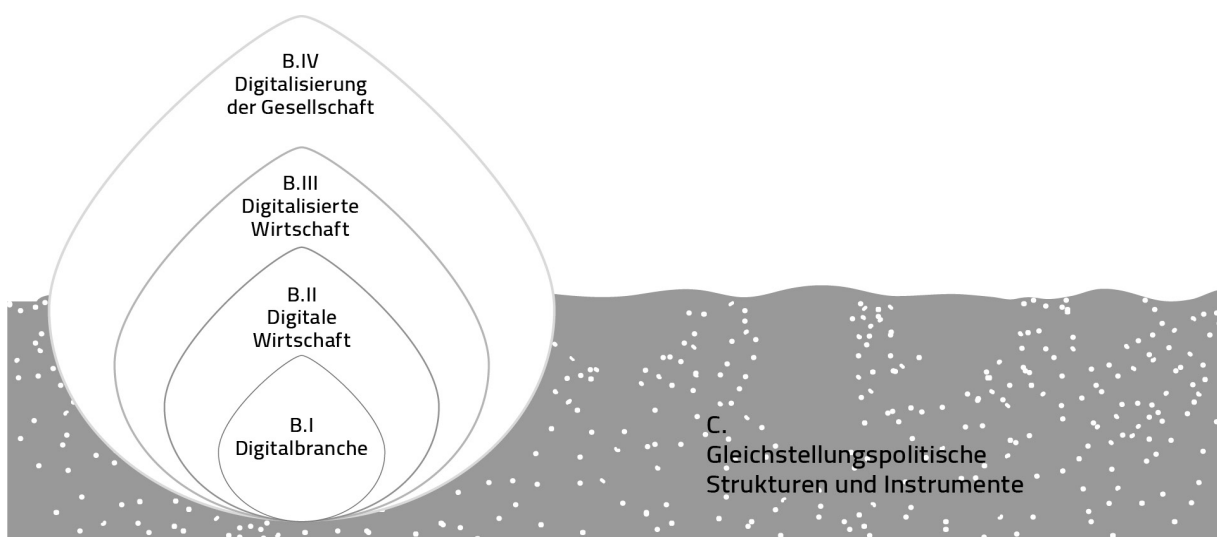 B.IV
Digitalisierung
der Gesellschaft
B.III
Digitalisierte
Wirtschaft
B.II
Digitale
Wirtschaft
B.I
Digitalbranche
C.
Gleichstellungspolitische
Strukturen und Instrumente